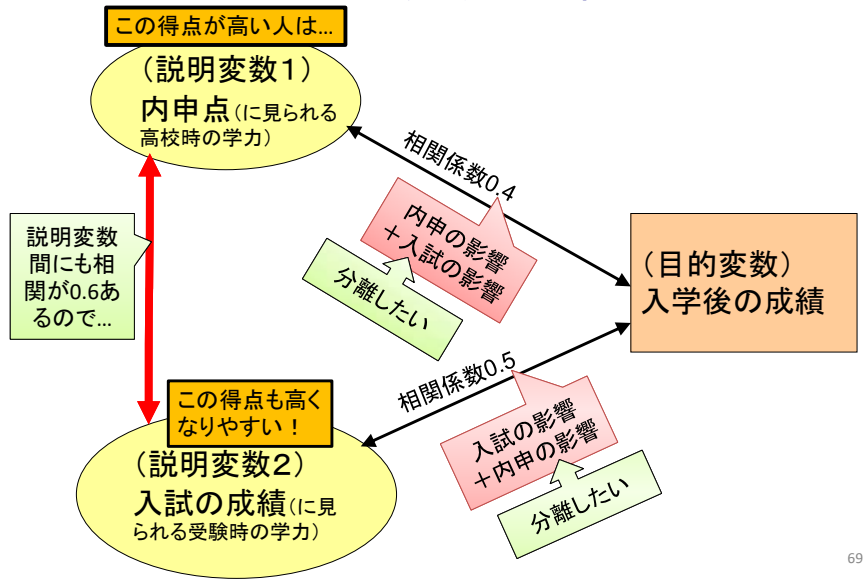 この得点が高い人は…
（説明変数１）
内申点（に見られる
高校時の学力）
相関係数0.4
内申の影響
＋入試の影響
分離したい
説明変数
間にも相
関が0.6あ
るので…
（目的変数）
入学後の成績
相関係数0.5
入試の影響
＋内申の影響
分離したい
この得点も高く
なりやすい！
（説明変数２）
入試の成績（に見
られる受験時の学力）
69